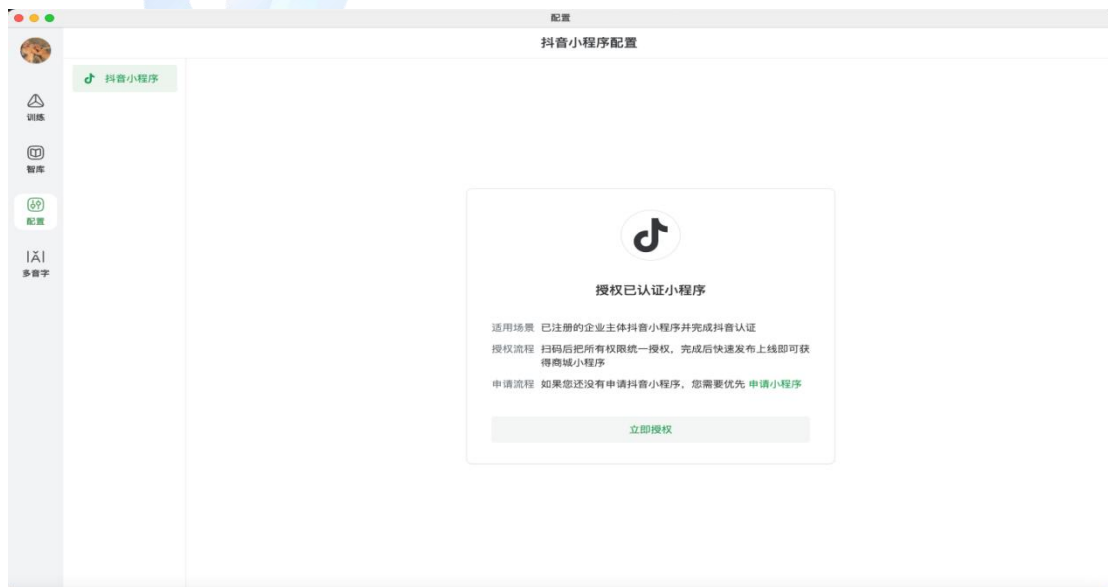 配置
抖音小程序配置
抖音小程序
训练
智库
配置
|Ǎ|
多音字
授权已认证小程序
适用场景 已注册的企业主体抖音小程序并完成抖音认证
授权流程 扫码后把所有权限统一授权，完成后快速发布上线即可获
得商城小程序
申请流程 如果您还没有申请抖音小程序，您需要优先 申请小程序
立即授权